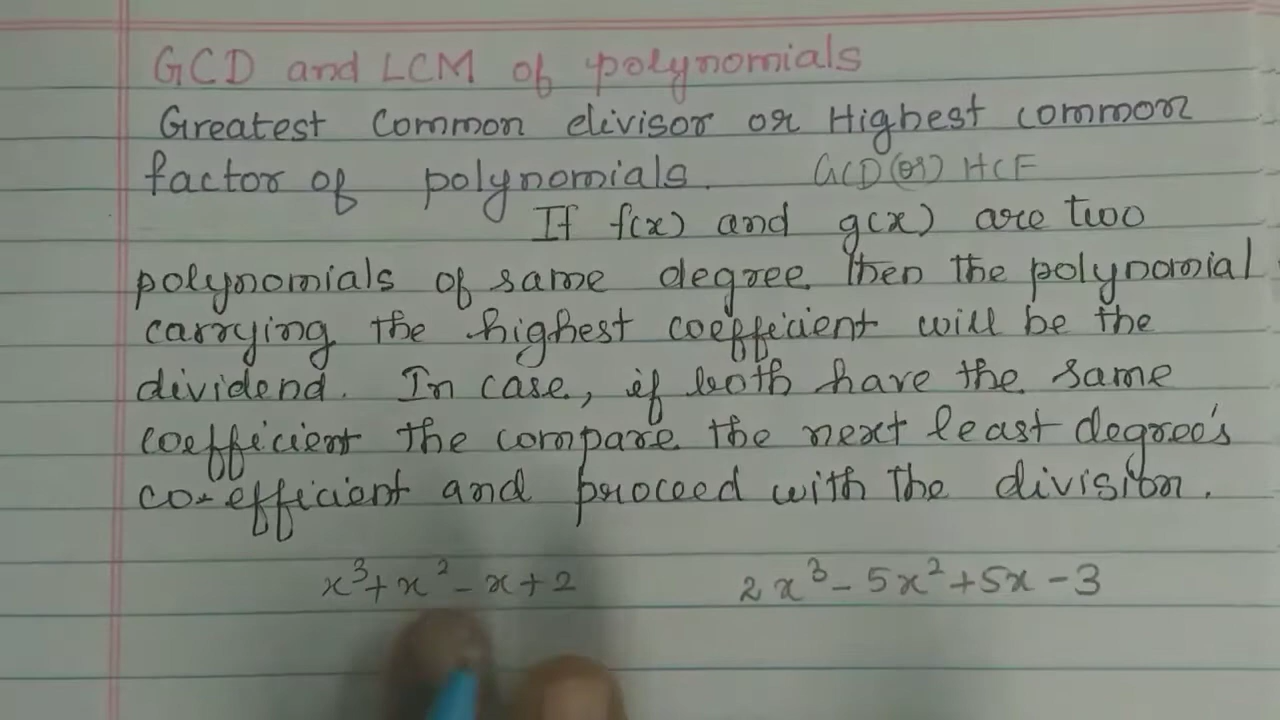 GCD and LCM of polynomials
Greatest Common divisor or Highest common
factor of polynomials. GCD (or) HCF
If f(x) and g(x) are two
polynomials of same degree then the polynomial
carrying the highest coefficient will be the
dividend. In case, if both have the same
coefficient the compare the next least degree's
co-efficient and proceed with the division.
x³+x²-x+2 2x³-5x²+5x-3